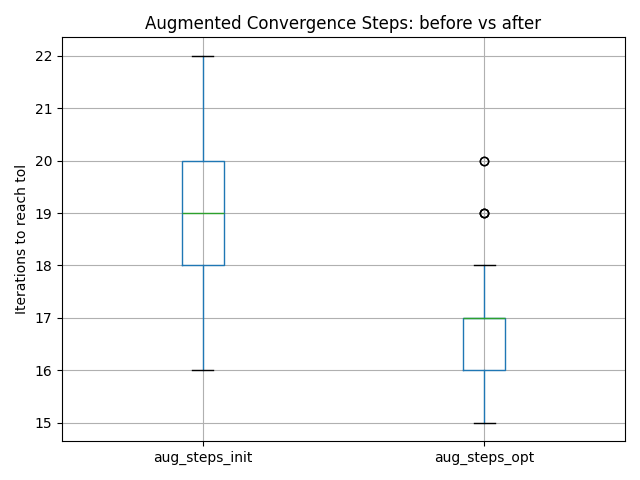 Augmented Convergence Steps: before vs after
Iterations to reach tol
22
21
20
19
18
17
16
15
aug_steps_init
aug_steps_opt